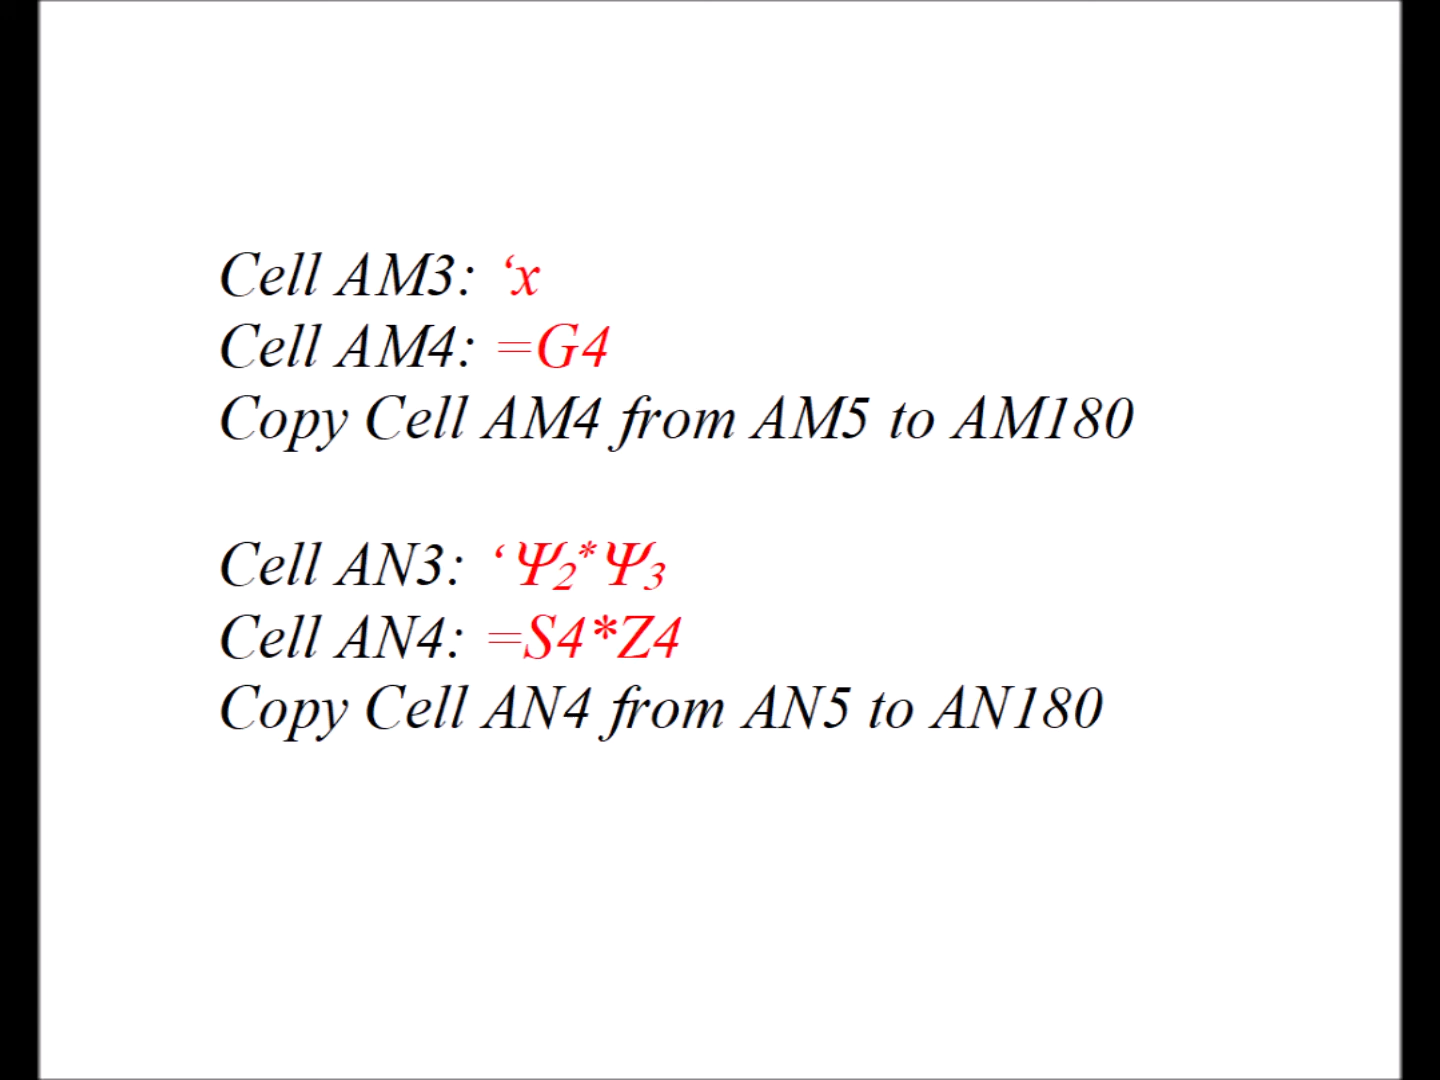 Cell AM3: ‘x
Cell AM4: =G4
Copy Cell AM4 from AM5 to AM180
Cell AN3: ‘Ψ₂*Ψ₃
Cell AN4: =S4*Z4
Copy Cell AN4 from AN5 to AN180